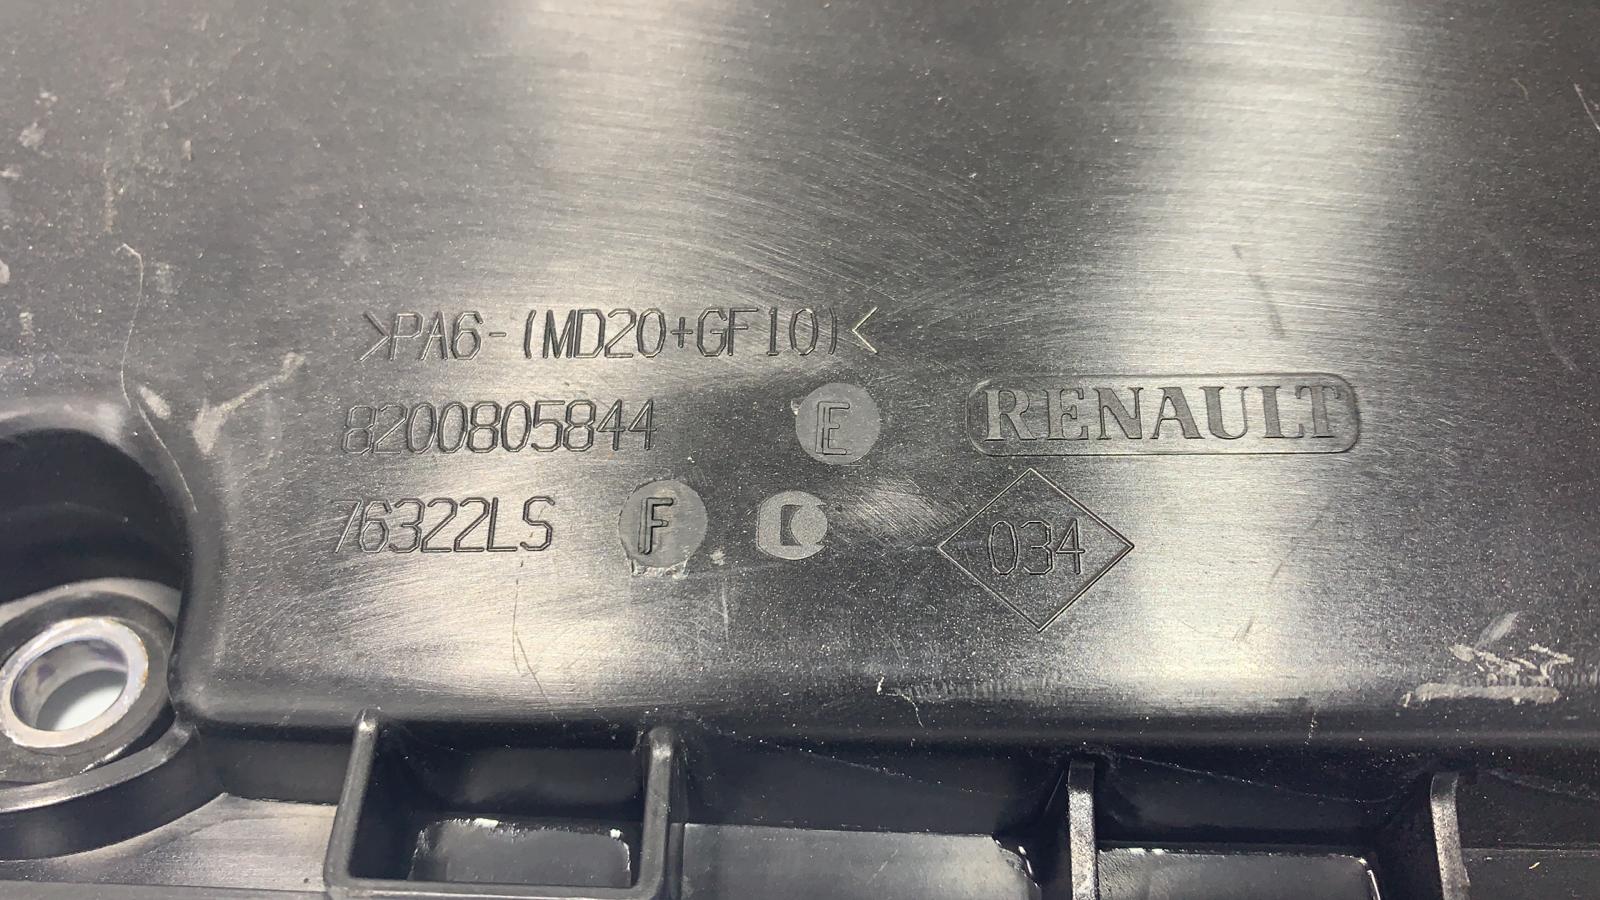 >PA6-(MD20+GF10)<
8200805844 E RENAULT
76322LS F
034